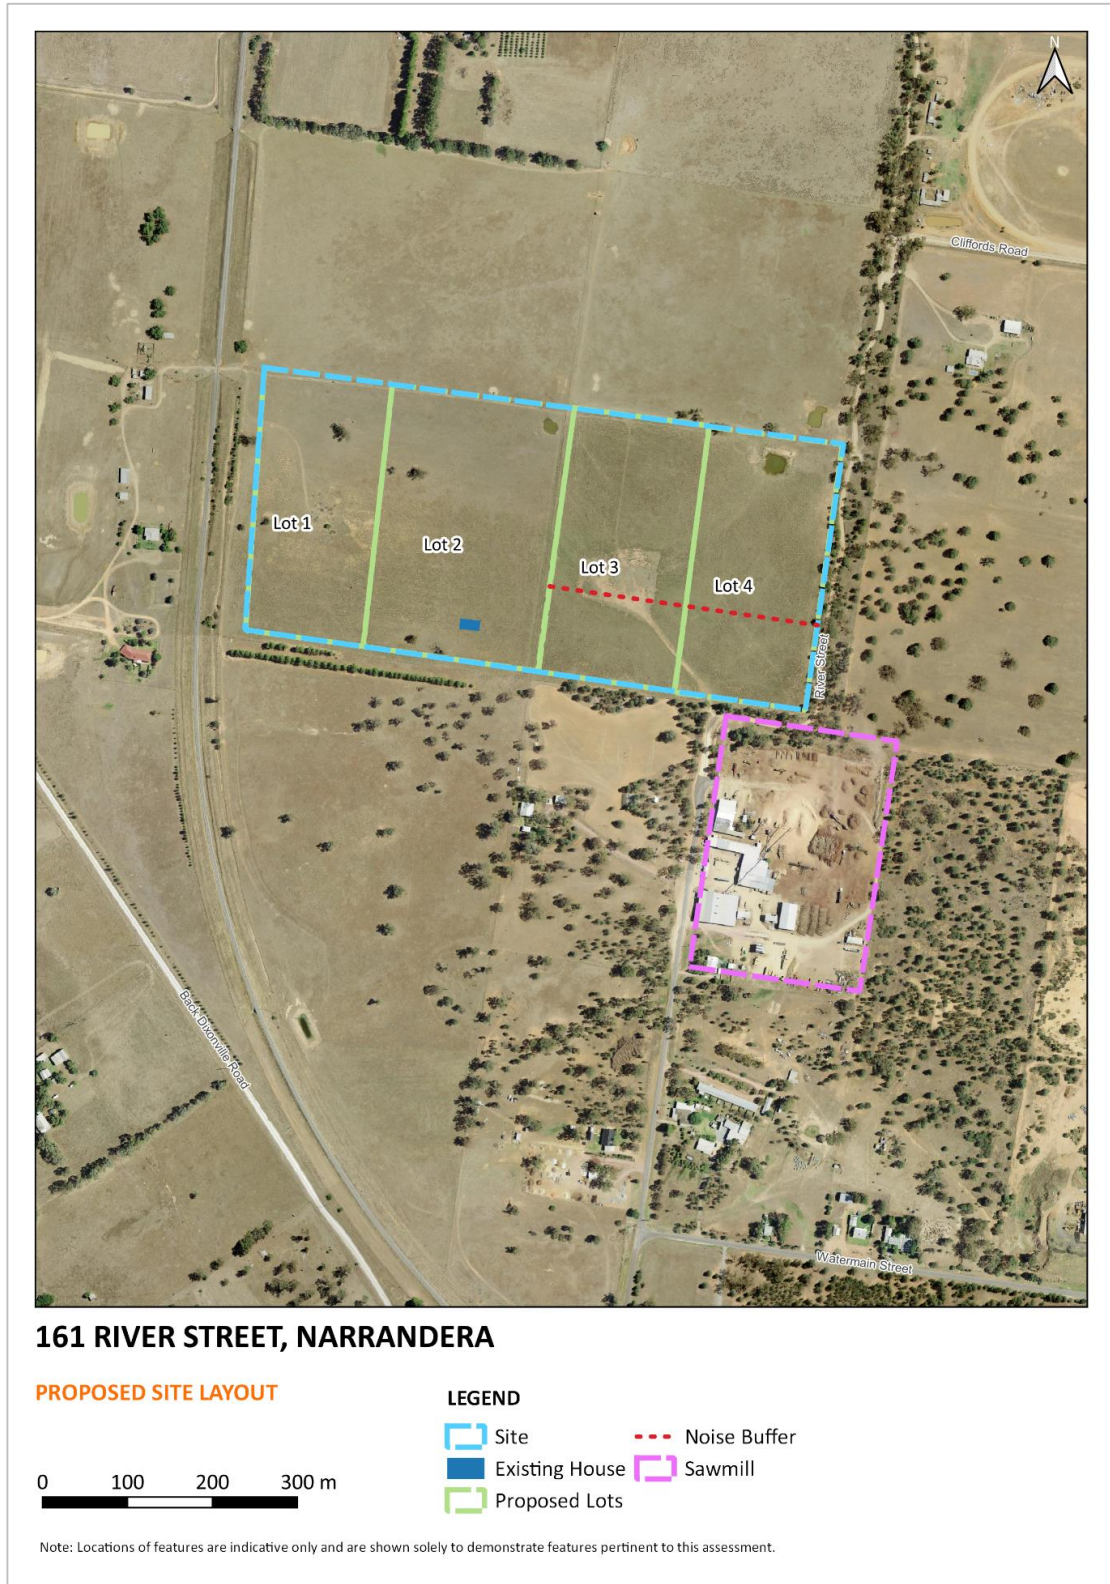 N
Cliffords Road
Lot 1
Lot 2
Lot 3
Lot 4
River Street
Back Dixonville Road
Watermain Street
161 RIVER STREET, NARRANDERA
PROPOSED SITE LAYOUT
LEGEND
Site
Noise Buffer
Existing House
Sawmill
Proposed Lots
0 100 200 300 m
Note: Locations of features are indicative only and are shown solely to demonstrate features pertinent to this assessment.